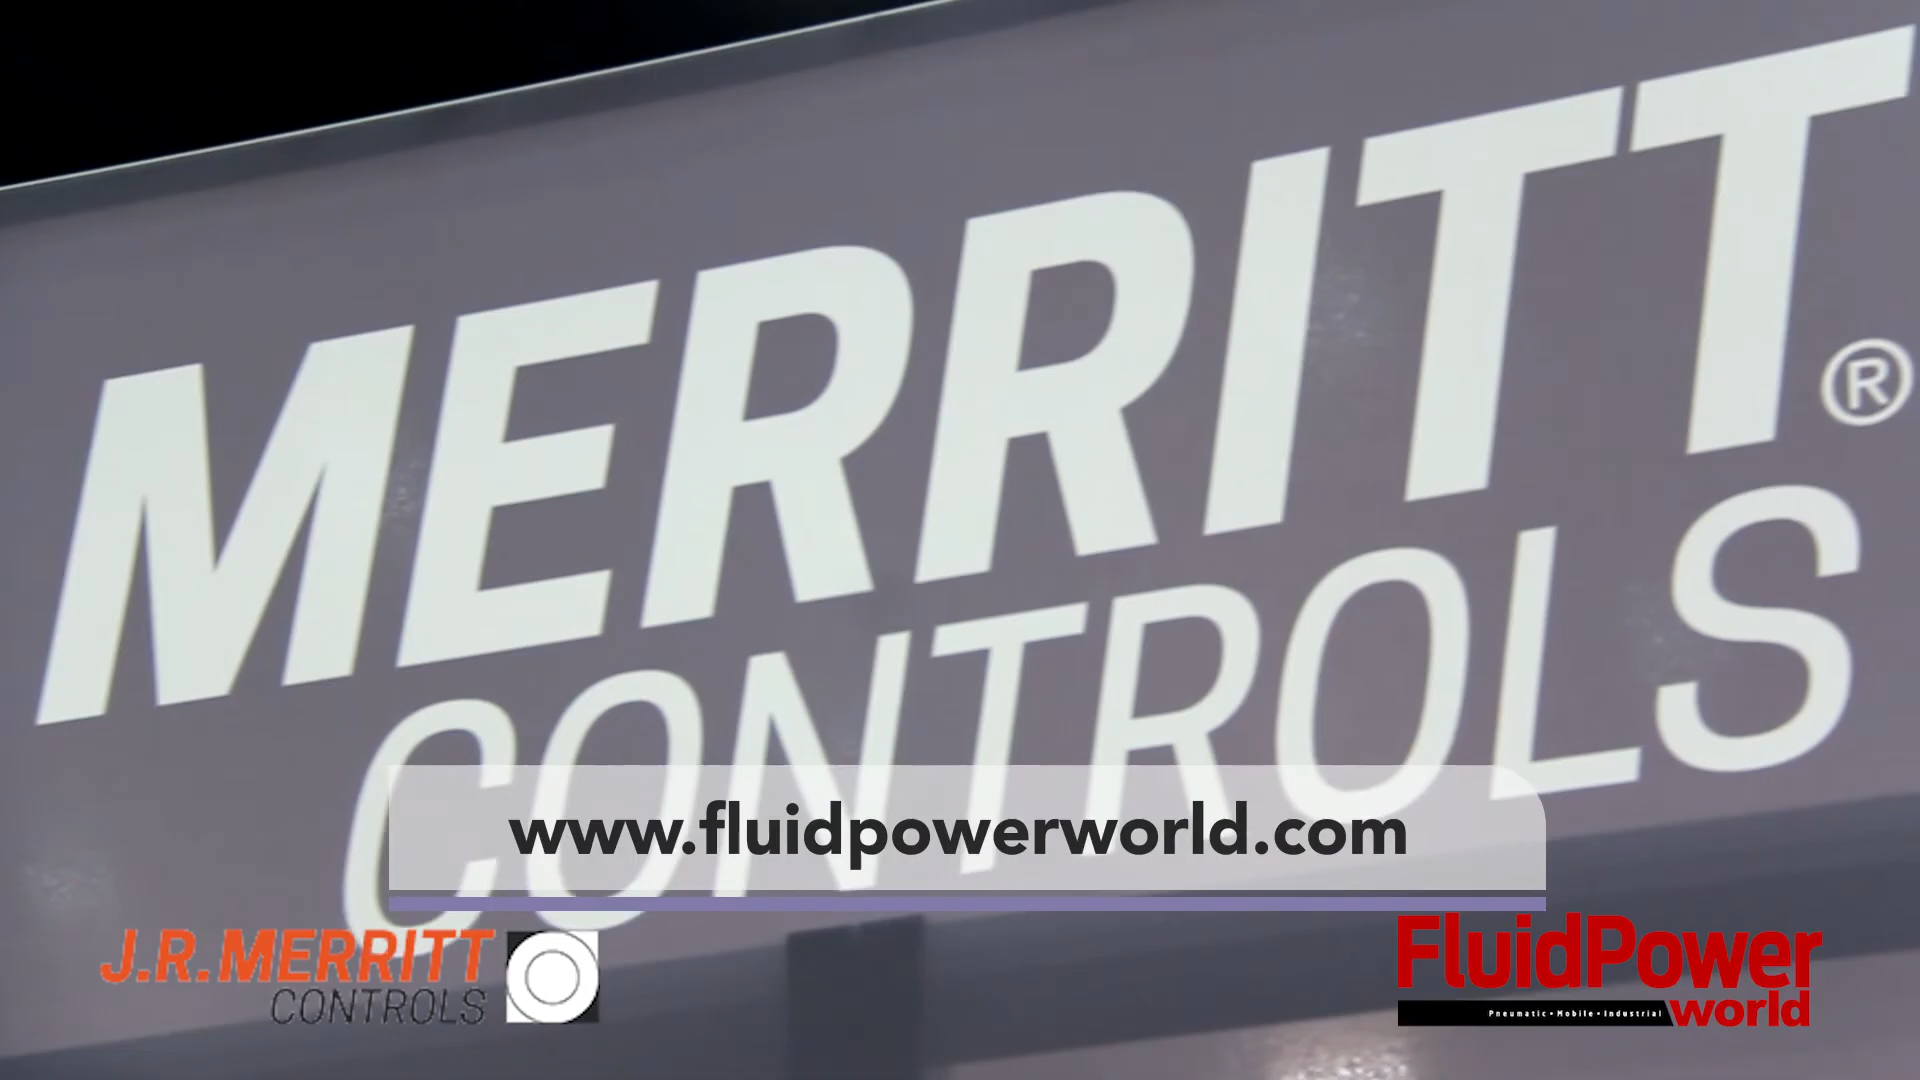 MERRITT®
CONTROLS
www.fluidpowerworld.com
J.R. MERRITT
CONTROLS
FluidPower
Pneumatic • Mobile • Industrial world